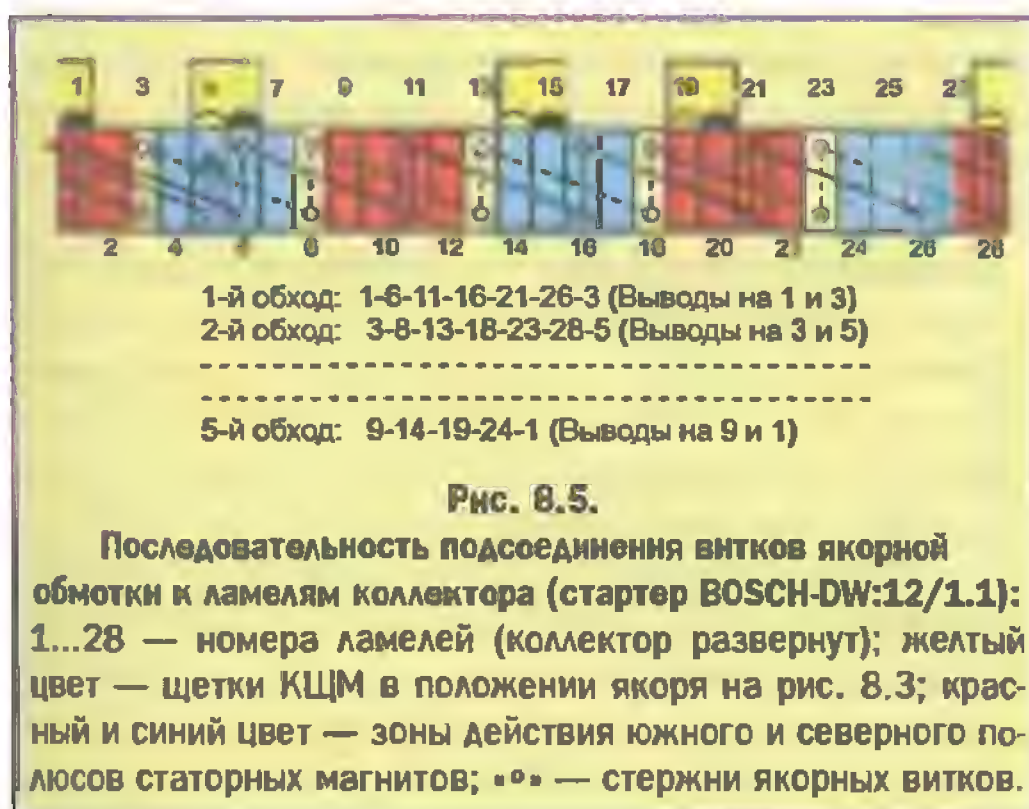 1 3 7 9 11 15 17 19 21 23 25
2 4 8 10 12 14 18 20 24 26 28
1-й обход: 1-6-11-16-21-26-3 (Выводы на 1 и 3)
2-й обход: 3-8-13-18-23-28-5 (Выводы на 3 и 5)
5-й обход: 9-14-19-24-1 (Выводы на 9 и 1)
Рис. 8.5.
Последовательность подсоединения витков якорной
обмотки к ламелям коллектора (стартер BOSCH-DW:12/1.1):
1...28 — номера ламелей (коллектор развернут); желтый
цвет — щетки КЩМ в положении якоря на рис. 8.3; крас-
ный и синий цвет — зоны действия южного и северного по-
люсов статорных магнитов; «о» — стержни якорных витков.